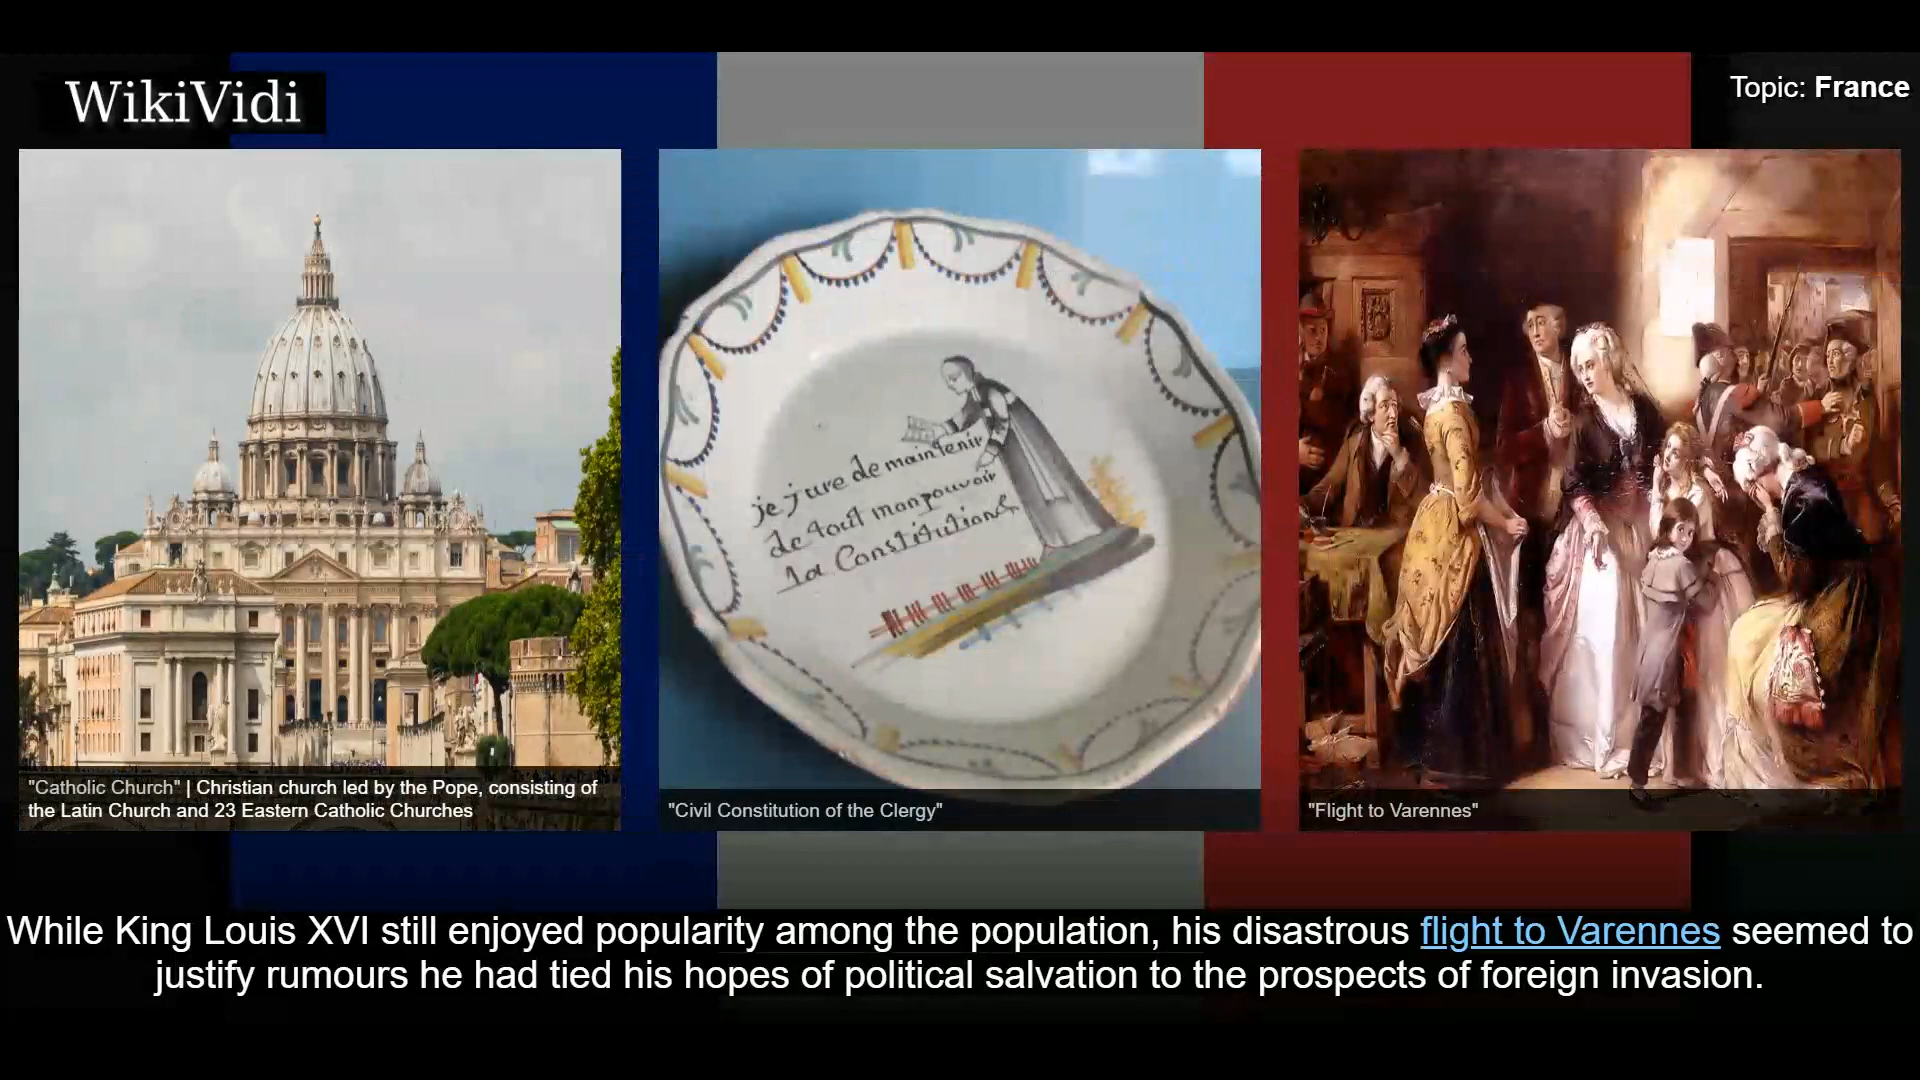 WikiVidi
Topic: France
je jure de maintenir
de tout mon pouvoir
la Constitution
"Catholic Church" | Christian church led by the Pope, consisting of
the Latin Church and 23 Eastern Catholic Churches
"Civil Constitution of the Clergy"
"Flight to Varennes"
While King Louis XVI still enjoyed popularity among the population, his disastrous flight to Varennes seemed to
justify rumours he had tied his hopes of political salvation to the prospects of foreign invasion.